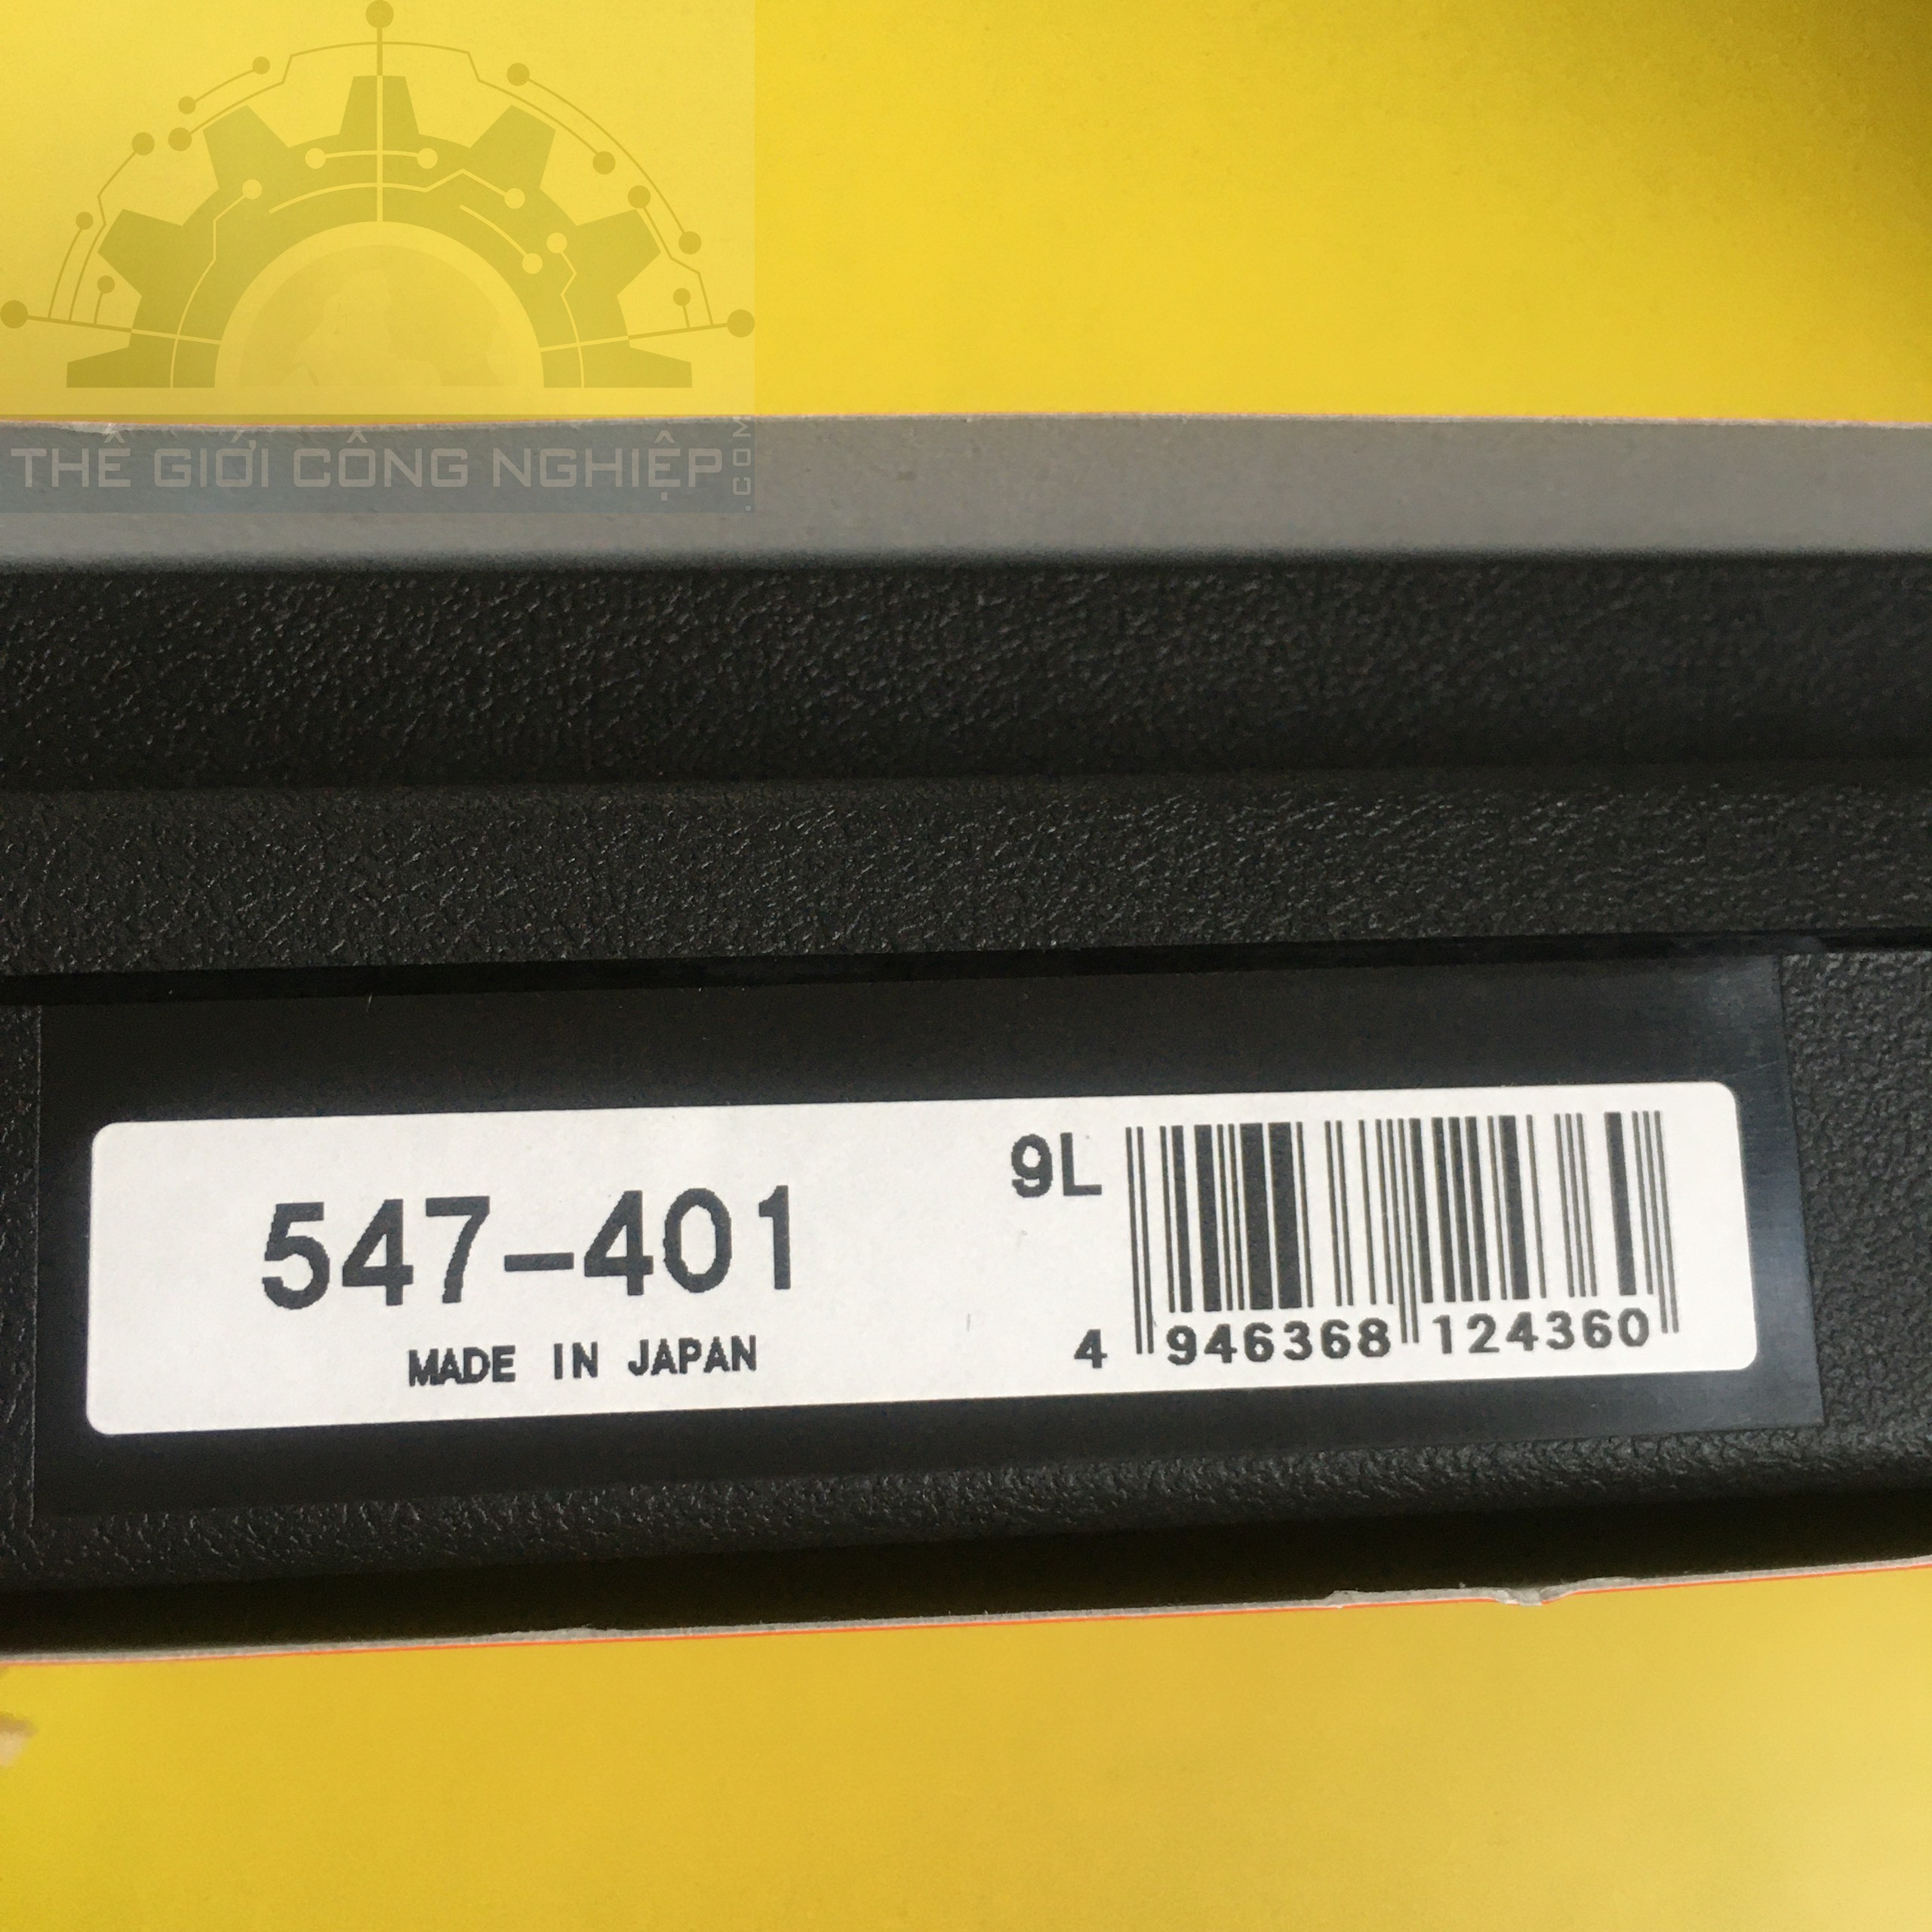 THẾ GIỚI CÔNG NGHIỆP.COM
547-401
MADE IN JAPAN
9L
4 946368 124360